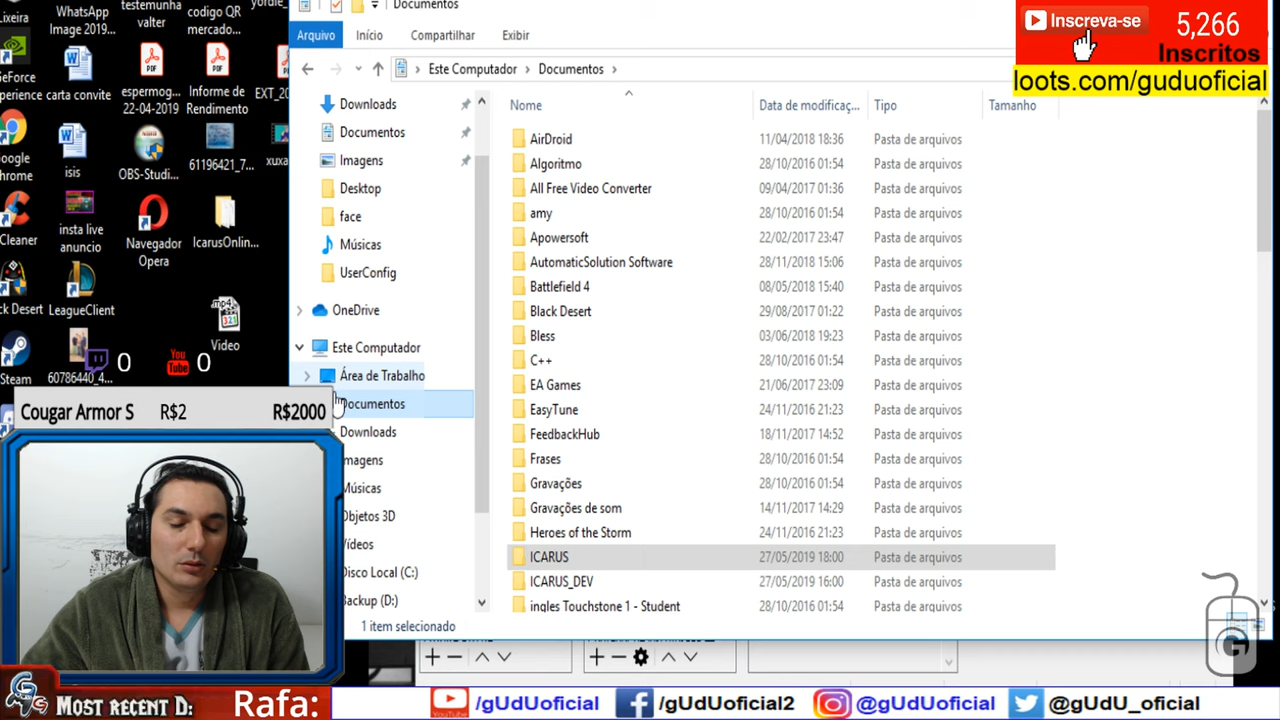 Lixeira
WhatsApp
Image 2019...
testemunha
valter
codigo QR
mercado...
yordle_
GeForce
xperience
carta convite
espermog...
22-04-2019
Informe de
Rendimento
EXT_20
Google
hrome
isis
OBS-Studi...
61196421_7...
xuxa
Cleaner
insta live
anuncio
Navegador
Opera
IcarusOnlin...
ck Desert
LeagueClient
mp4
321
Video
Steam
60786440_4...
0
You
Tube
0
Documentos
Arquivo
Início
Compartilhar
Exibir
Este Computador
Documentos
Inscreva-se
5,266
Inscritos
loots.com/guduoficial
Downloads
Documentos
Imagens
Desktop
face
Músicas
UserConfig
OneDrive
Este Computador
Área de Trabalho
Documentos
Downloads
magens
Músicas
Objetos 3D
Vídeos
Disco Local (C:)
Backup (D:)
Nome Data de modificaç... Tipo Tamanho
AirDroid 11/04/2018 18:36 Pasta de arquivos
Algoritmo 28/10/2016 01:54 Pasta de arquivos
All Free Video Converter 09/04/2017 01:36 Pasta de arquivos
amy 28/10/2016 01:54 Pasta de arquivos
Apowersoft 22/02/2017 23:47 Pasta de arquivos
AutomaticSolution Software 28/11/2018 15:06 Pasta de arquivos
Battlefield 4 08/05/2018 15:40 Pasta de arquivos
Black Desert 29/08/2017 01:22 Pasta de arquivos
Bless 03/06/2018 19:23 Pasta de arquivos
C++ 28/10/2016 01:54 Pasta de arquivos
EA Games 21/06/2017 23:09 Pasta de arquivos
EasyTune 24/11/2016 21:23 Pasta de arquivos
FeedbackHub 18/11/2017 14:52 Pasta de arquivos
Frases 28/10/2016 01:54 Pasta de arquivos
Gravações 28/10/2016 01:54 Pasta de arquivos
Gravações de som 14/11/2017 14:29 Pasta de arquivos
Heroes of the Storm 24/11/2016 21:23 Pasta de arquivos
ICARUS 27/05/2019 18:00 Pasta de arquivos
ICARUS_DEV 27/05/2019 16:00 Pasta de arquivos
ingles Touchstone 1 - Student 28/10/2016 01:54 Pasta de arquivos
1 item selecionado
Cougar Armor S R$2 R$2000
Most recent D: Rafa:
/gUdUoficial
/gUdUoficial2
@gUdUoficial
@gUdU_oficial